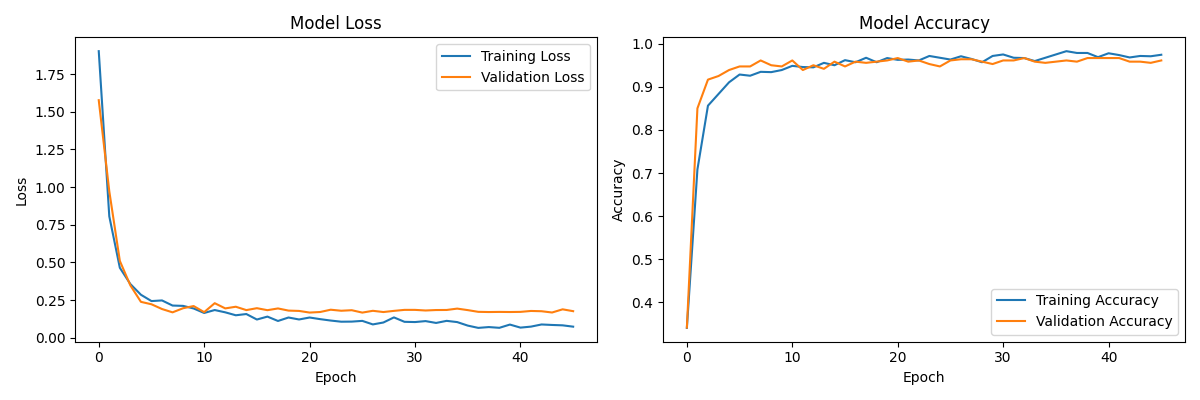 Model Loss
Training Loss
Validation Loss
1.75
1.50
1.25
1.00
0.75
0.50
0.25
0.00
Loss
0
10
20
30
40
Epoch
Model Accuracy
1.0
0.9
0.8
0.7
0.6
0.5
0.4
Accuracy
Training Accuracy
Validation Accuracy
0
10
20
30
40
Epoch